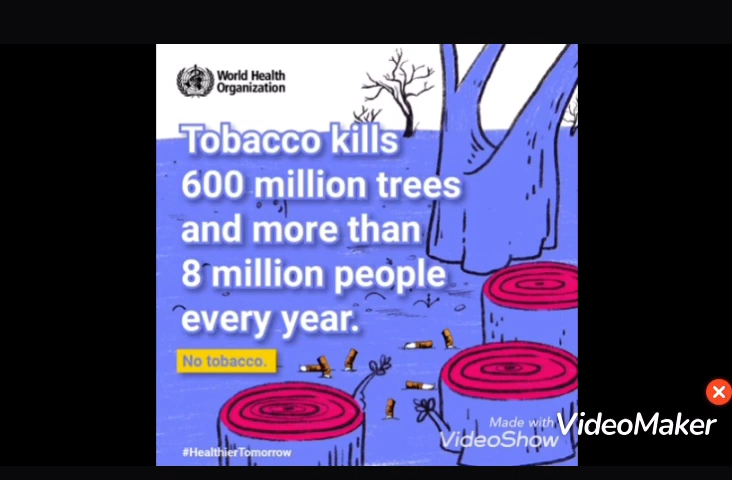 World Health
Organization
Tobacco kills
600 million trees
and more than
8 million people
every year.
No tobacco.
Made with
VideoShow
VideoMaker
#HealthierTomorrow